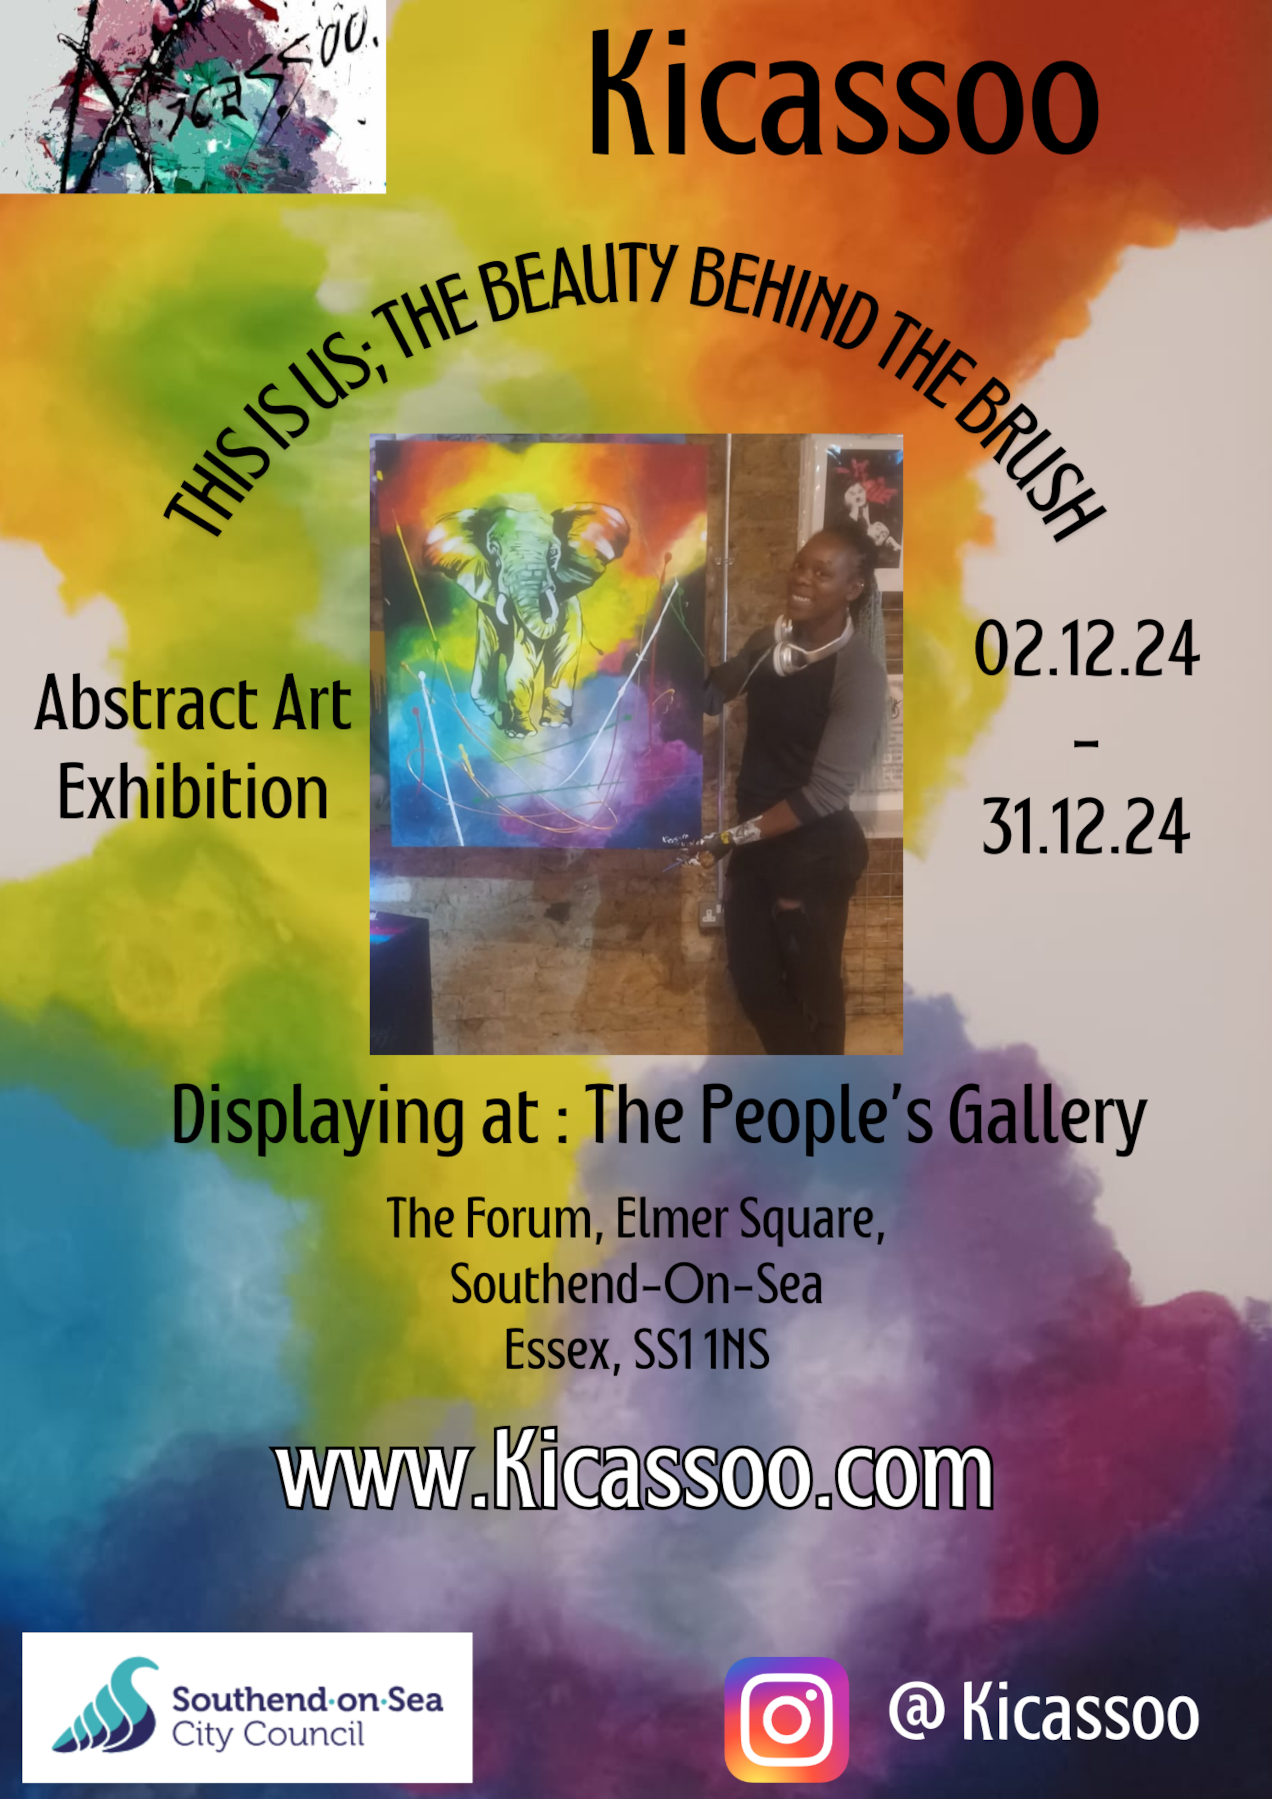 Kicassoo.
Kicassoo
THIS IS US; THE BEAUTY BEHIND THE BRUSH
Abstract Art
Exhibition
02.12.24
-
31.12.24
Displaying at : The People's Gallery
The Forum, Elmer Square,
Southend-On-Sea
Essex, SS1 1NS
www.Kicassoo.com
Southend·on·Sea
City Council
@ Kicassoo